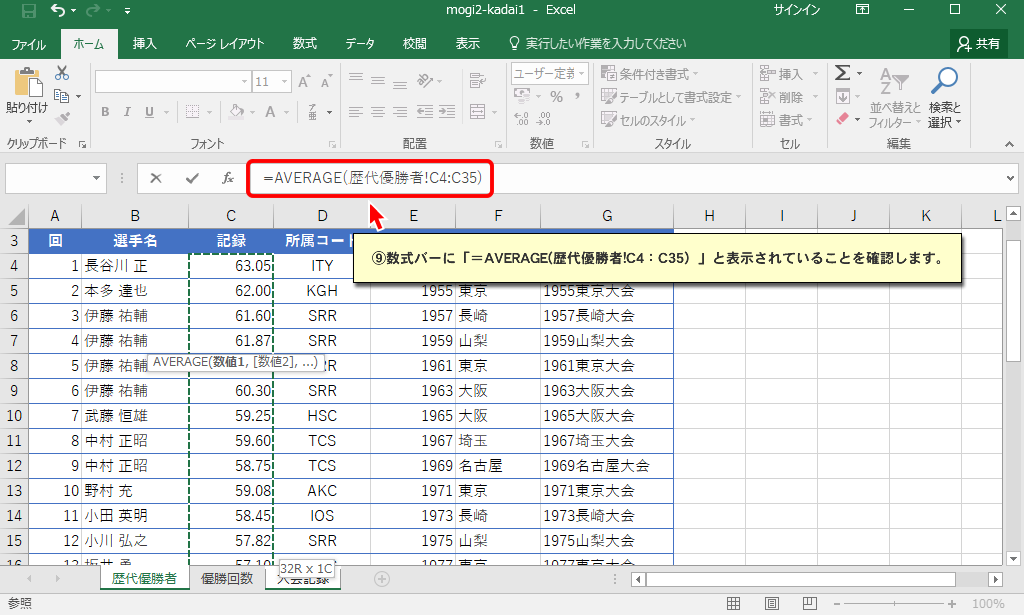 mogi2-kadai1 - Excel サインイン
ファイル ホーム 挿入 ページ レイアウト 数式 データ 校閲 表示 実行したい作業を入力してください 共有
貼り付け 11 A A ユーザー定義 条件付き書式 挿入 Σ
B I U A % , テーブルとして書式設定 削除 並べ替えと フィルター 検索と 選択
セルのスタイル 書式
クリップボード フォント 配置 数値 スタイル セル 編集
fx =AVERAGE(歴代優勝者!C4:C35)
A B C D E F G H I J K L
3 回 選手名 記録 所属コード
⑨数式バーに「＝AVERAGE(歴代優勝者!C4：C35）」と表示されていることを確認します。
4 1 長谷川 正 63.05 ITY
5 2 本多 達也 62.00 KGH 1955 東京 1955東京大会
6 3 伊藤 祐輔 61.60 SRR 1957 長崎 1957長崎大会
7 4 伊藤 祐輔 61.87 SRR 1959 山梨 1959山梨大会
AVERAGE(数値1, [数値2], ...)
8 5 伊藤 祐輔 1961 東京 1961東京大会
9 6 伊藤 祐輔 60.30 SRR 1963 大阪 1963大阪大会
10 7 武藤 恒雄 59.25 HSC 1965 大阪 1965大阪大会
11 8 中村 正昭 59.60 TCS 1967 埼玉 1967埼玉大会
12 9 中村 正昭 58.75 TCS 1969 名古屋 1969名古屋大会
13 10 野村 充 59.08 AKC 1971 東京 1971東京大会
14 11 小田 英明 58.45 IOS 1973 長崎 1973長崎大会
15 12 小川 弘之 57.82 SRR 1975 山梨 1975山梨大会
32R x 1C
歴代優勝者 優勝回数 大会記録
参照 100%